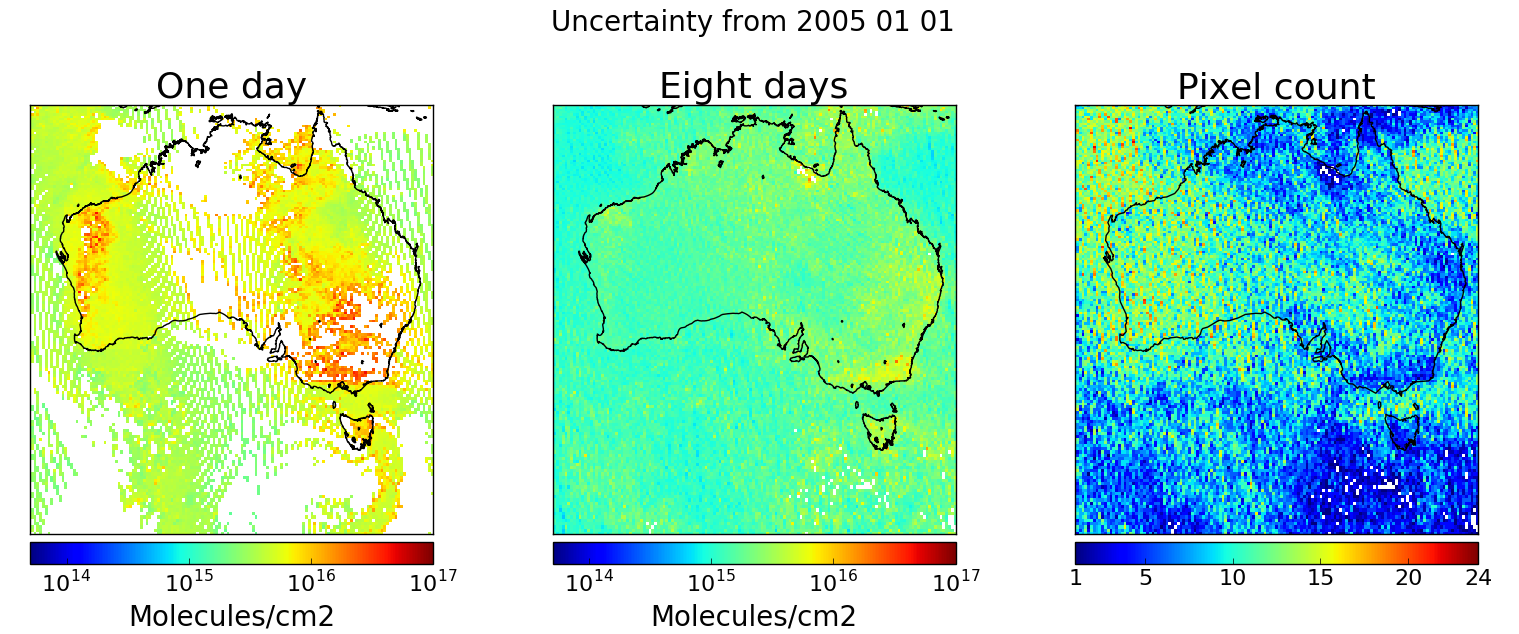 Uncertainty from 2005 01 01
One day
Eight days
Pixel count
10^14 10^15 10^16 10^17
10^14 10^15 10^16 10^17
1 5 10 15 20 24
Molecules/cm2
Molecules/cm2